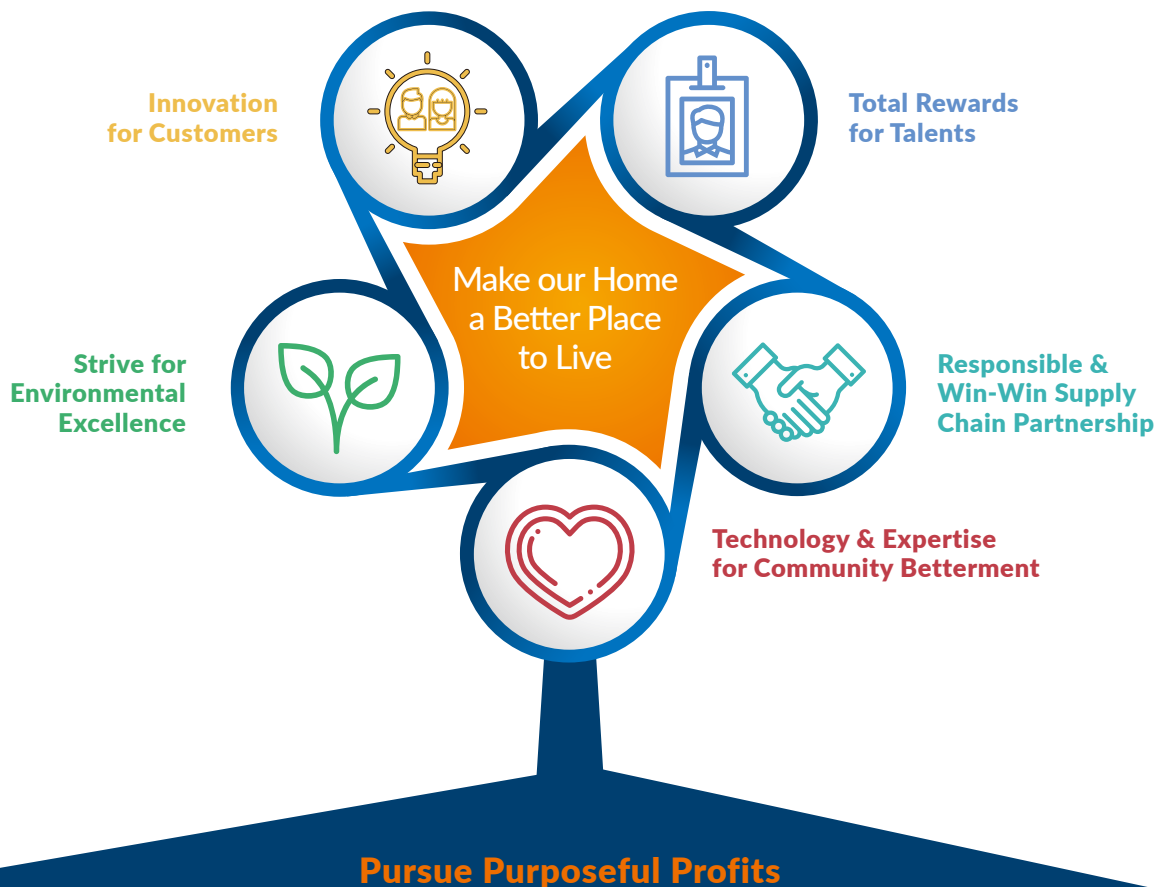 Innovation
for Customers
Total Rewards
for Talents
Make our Home
a Better Place
to Live
Strive for
Environmental
Excellence
Responsible &
Win-Win Supply
Chain Partnership
Technology & Expertise
for Community Betterment
Pursue Purposeful Profits